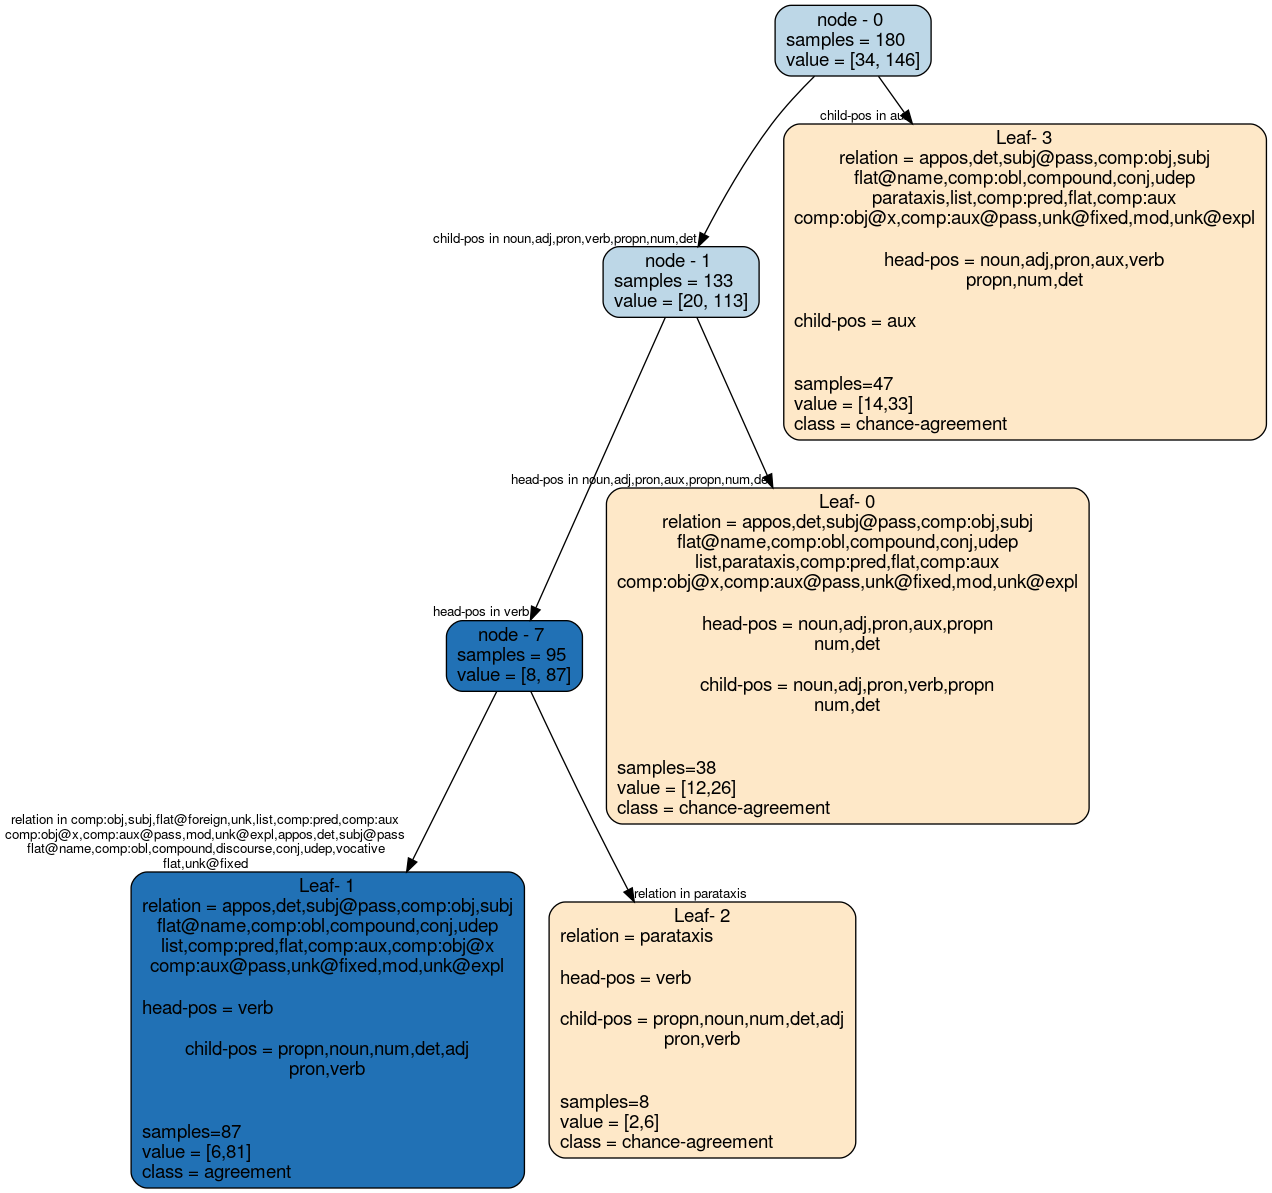 node - 0
samples = 180
value = [34, 146]
child-pos in aux
Leaf- 3
relation = appos,det,subj@pass,comp:obj,subj
flat@name,comp:obl,compound,conj,udep
parataxis,list,comp:pred,flat,comp:aux
comp:obj@x,comp:aux@pass,unk@fixed,mod,unk@expl
head-pos = noun,adj,pron,aux,verb
propn,num,det
child-pos = aux
samples=47
value = [14,33]
class = chance-agreement
child-pos in noun,adj,pron,verb,propn,num,det
node - 1
samples = 133
value = [20, 113]
head-pos in noun,adj,pron,aux,propn,num,det
Leaf- 0
relation = appos,det,subj@pass,comp:obj,subj
flat@name,comp:obl,compound,conj,udep
list,parataxis,comp:pred,flat,comp:aux
comp:obj@x,comp:aux@pass,unk@fixed,mod,unk@expl
head-pos = noun,adj,pron,aux,propn
num,det
child-pos = noun,adj,pron,verb,propn
num,det
samples=38
value = [12,26]
class = chance-agreement
head-pos in verb
node - 7
samples = 95
value = [8, 87]
relation in comp:obj,subj,flat@foreign,unk,list,comp:pred,comp:aux
comp:obj@x,comp:aux@pass,mod,unk@expl,appos,det,subj@pass
flat@name,comp:obl,compound,discourse,conj,udep,vocative
flat,unk@fixed
Leaf- 1
relation = appos,det,subj@pass,comp:obj,subj
flat@name,comp:obl,compound,conj,udep
list,comp:pred,flat,comp:aux,comp:obj@x
comp:aux@pass,unk@fixed,mod,unk@expl
head-pos = verb
child-pos = propn,noun,num,det,adj
pron,verb
samples=87
value = [6,81]
class = agreement
relation in parataxis
Leaf- 2
relation = parataxis
head-pos = verb
child-pos = propn,noun,num,det,adj
pron,verb
samples=8
value = [2,6]
class = chance-agreement